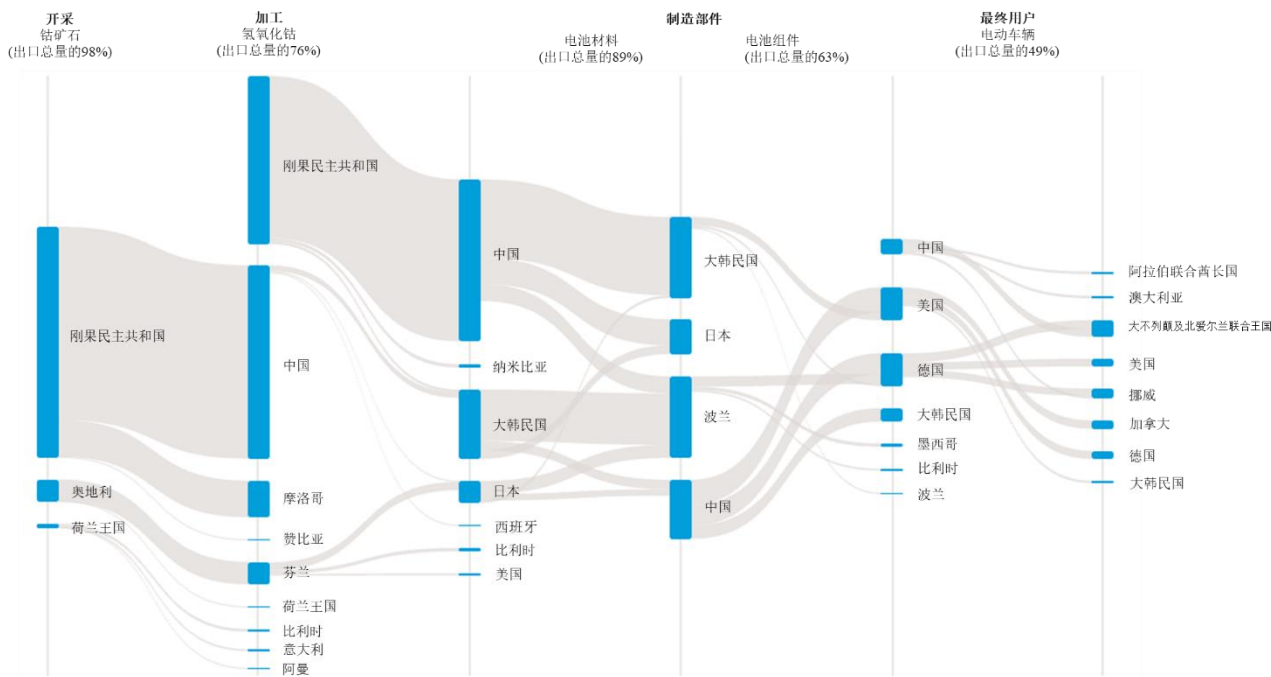 开采
钴矿石
(出口总量的98%)
加工
氢氧化钴
(出口总量的76%)
制造部件
电池材料
(出口总量的89%)
电池组件
(出口总量的63%)
最终用户
电动车辆
(出口总量的49%)
刚果民主共和国
奥地利
荷兰王国
刚果民主共和国
中国
摩洛哥
赞比亚
芬兰
荷兰王国
比利时
意大利
阿曼
中国
纳米比亚
大韩民国
日本
西班牙
比利时
美国
大韩民国
日本
波兰
中国
中国
美国
德国
大韩民国
墨西哥
比利时
波兰
阿拉伯联合酋长国
澳大利亚
大不列颠及北爱尔兰联合王国
美国
挪威
加拿大
德国
大韩民国